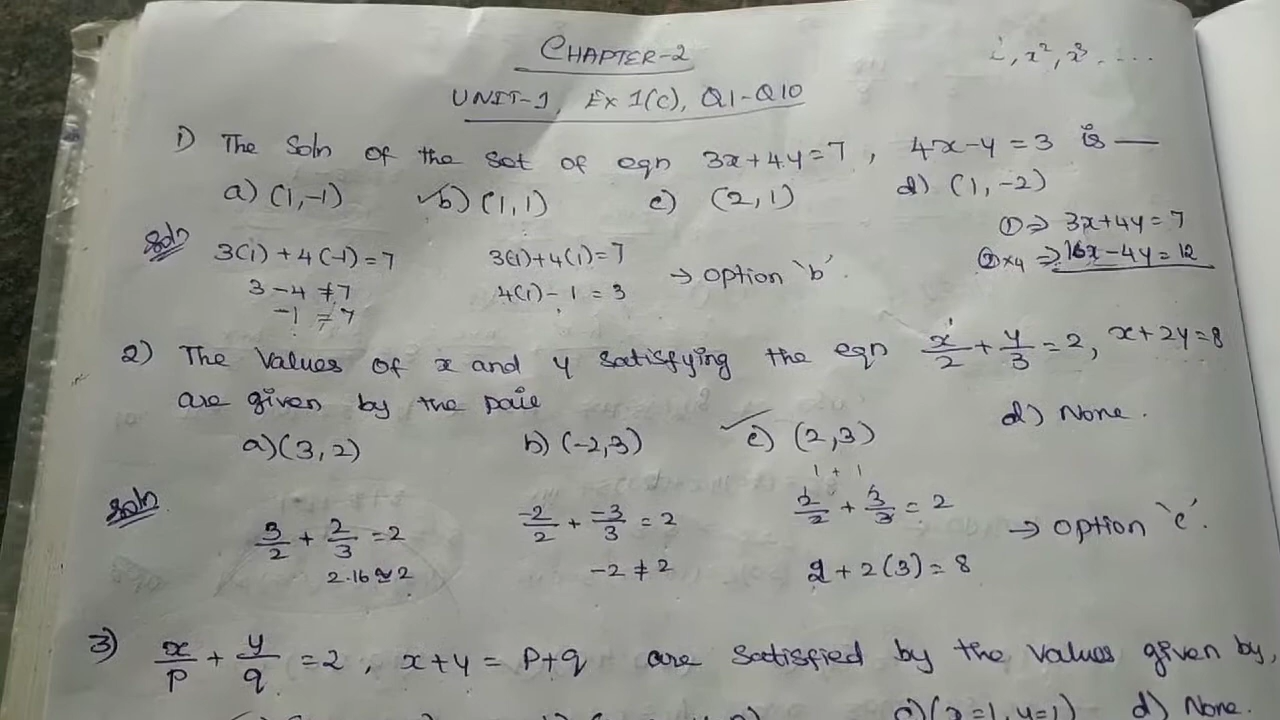 CHAPTER-2
i, x², x³, ....
UNIT-1, Ex 1(c), Q1-Q10
1) The Soln of the Set of eqn 3x+4y=7, 4x-y=3 is —
a) (1,-1) ✓b) (1,1) c) (2,1) d) (1,-2)
Soln 3(1)+4(-1)=7 3(1)+4(1)=7 → Option 'b'. ①⇒ 3x+4y=7
3-4≠7 4(1)-1=3 ②×4 ⇒ 16x-4y=12
-1≠7
2) The Values of x and y satisfying the eqn x/2 + y/3 = 2, x+2y=8
are given by the pair
a) (3,2) b) (-2,3) ✓c) (2,3) d) None.
Soln 1 + 1
3/2 + 2/3 = 2 -2/2 + -3/3 = 2 2/2 + 3/3 = 2 → Option 'c'.
2.16≈2 -2≠2 2+2(3)=8
3) x/p + y/q = 2, x+y = p+q are satisfied by the values given by,
c) (x=1, y=1) d) None.